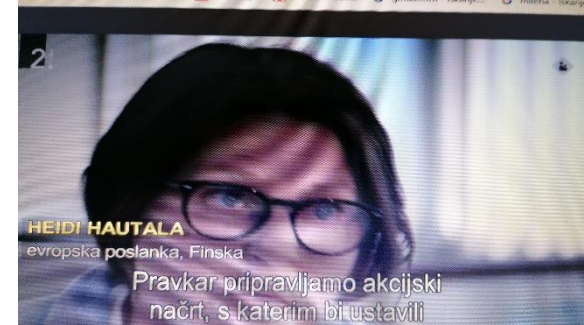 2
HEIDI HAUTALA
evropska poslanka, Finska
Pravkar pripravljamo akcijski
načrt, s katerim bi ustavili